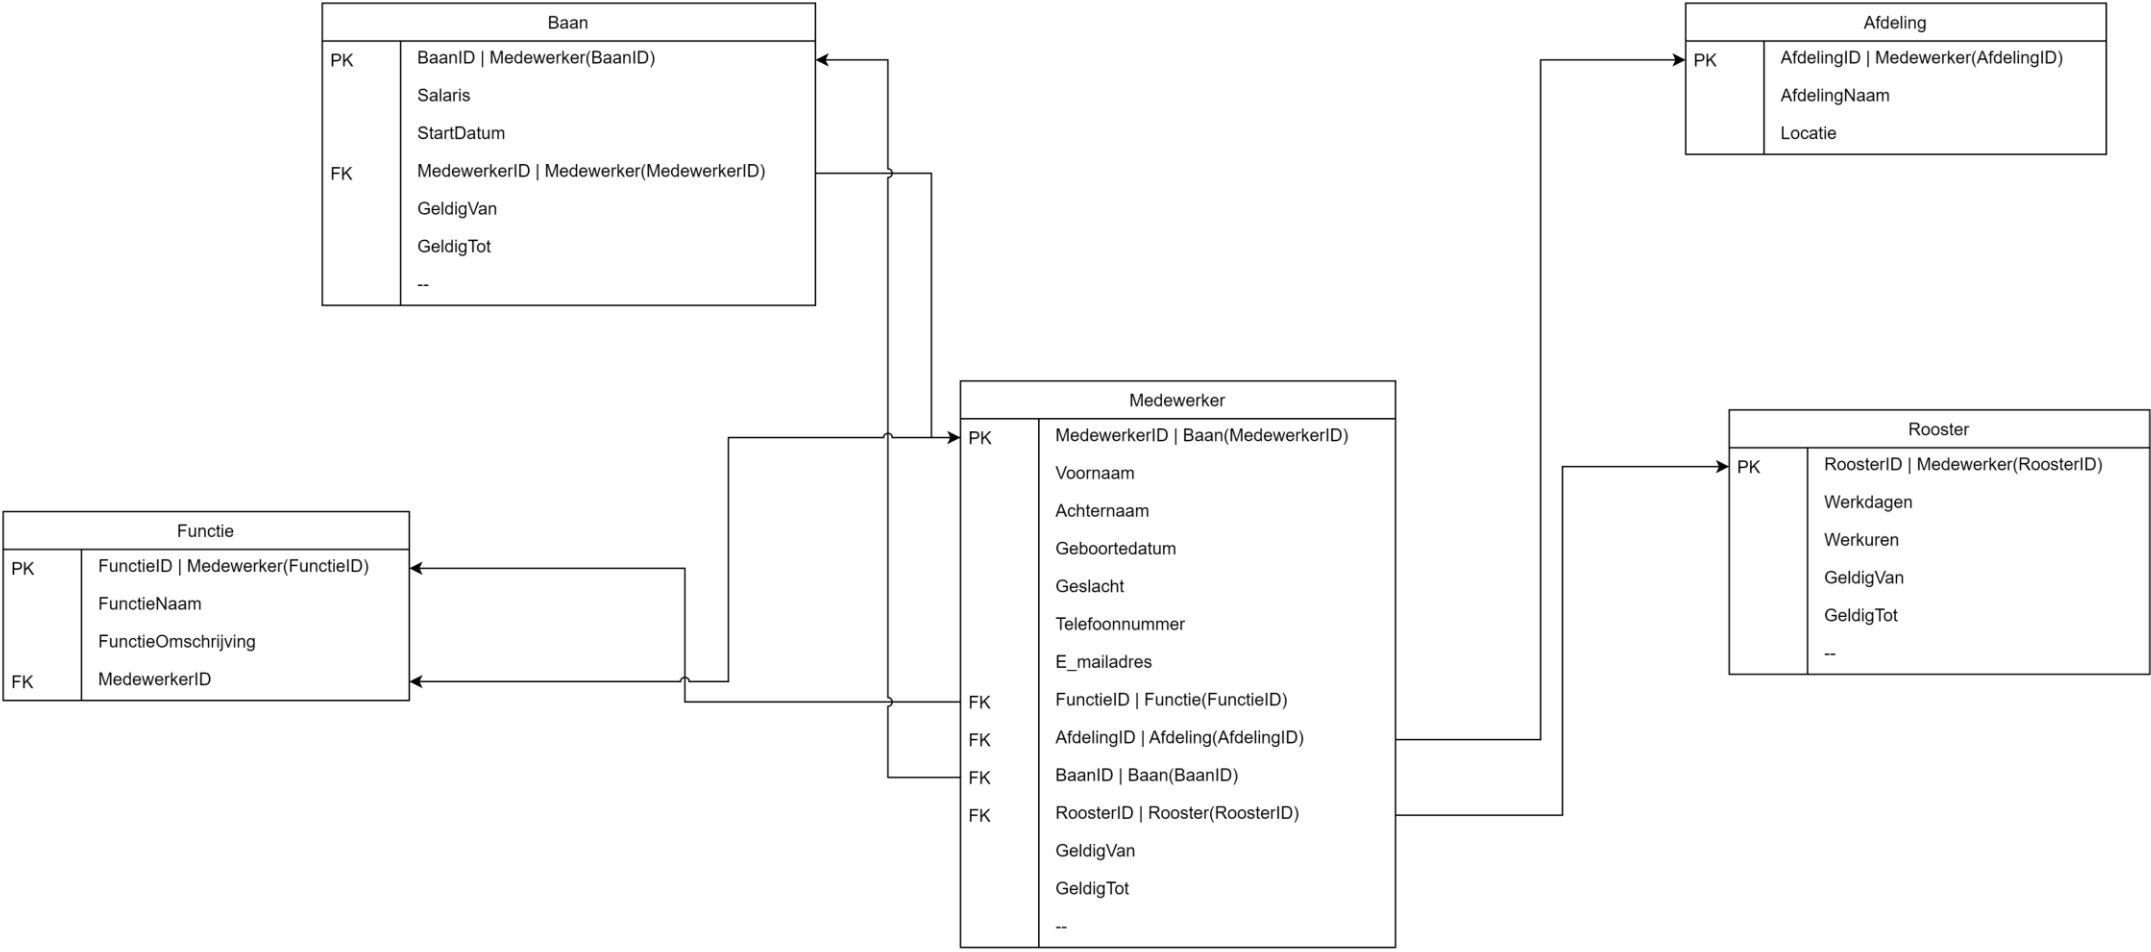 Baan
PK BaanID | Medewerker(BaanID)
Salaris
StartDatum
FK MedewerkerID | Medewerker(MedewerkerID)
GeldigVan
GeldigTot
--
Afdeling
PK AfdelingID | Medewerker(AfdelingID)
AfdelingNaam
Locatie
Medewerker
PK MedewerkerID | Baan(MedewerkerID)
Voornaam
Achternaam
Geboortedatum
Geslacht
Telefoonnummer
E_mailadres
FK FunctieID | Functie(FunctieID)
FK AfdelingID | Afdeling(AfdelingID)
FK BaanID | Baan(BaanID)
FK RoosterID | Rooster(RoosterID)
GeldigVan
GeldigTot
--
Rooster
PK RoosterID | Medewerker(RoosterID)
Werkdagen
Werkuren
GeldigVan
GeldigTot
--
Functie
PK FunctieID | Medewerker(FunctieID)
FunctieNaam
FunctieOmschrijving
FK MedewerkerID